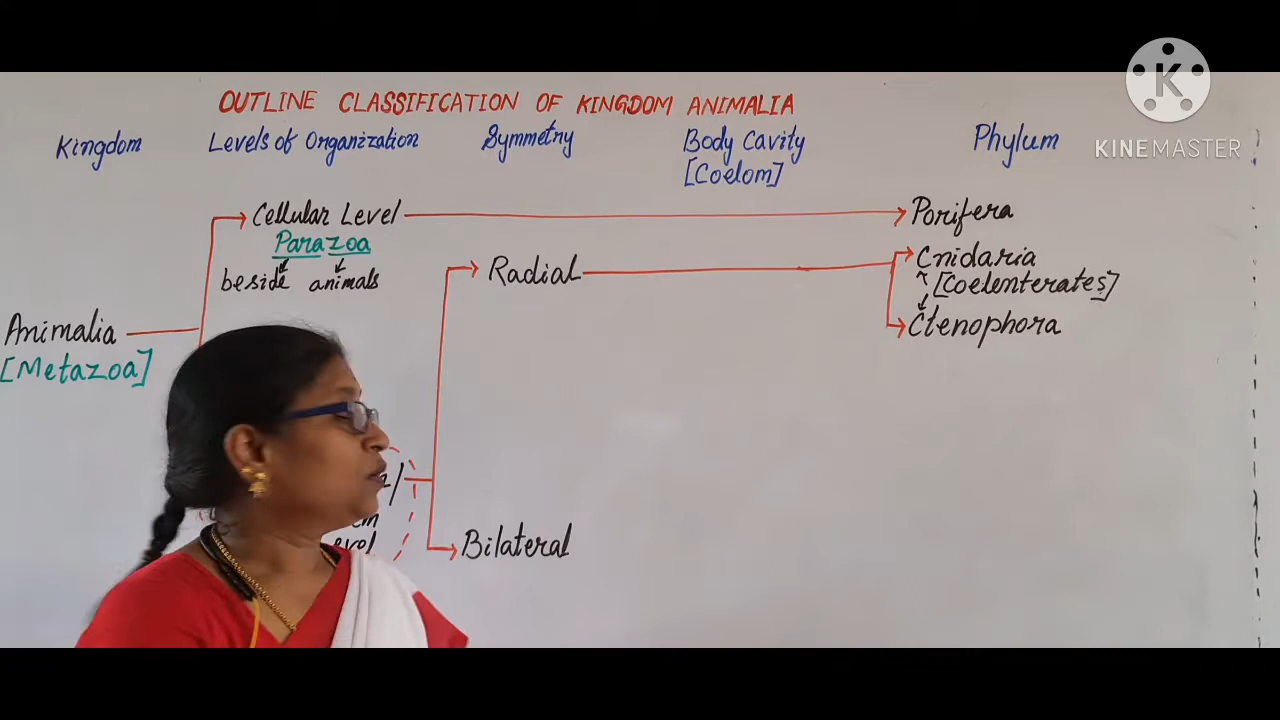 OUTLINE CLASSIFICATION OF KINGDOM ANIMALIA
Kingdom Levels of Organization Symmetry Body Cavity [Coelom] Phylum
Cellular Level Porifera
Parazoa
beside animals
Radial Cnidaria
[Coelenterates]
Ctenophora
Animalia
[Metazoa]
Bilateral
K
KINEMASTER